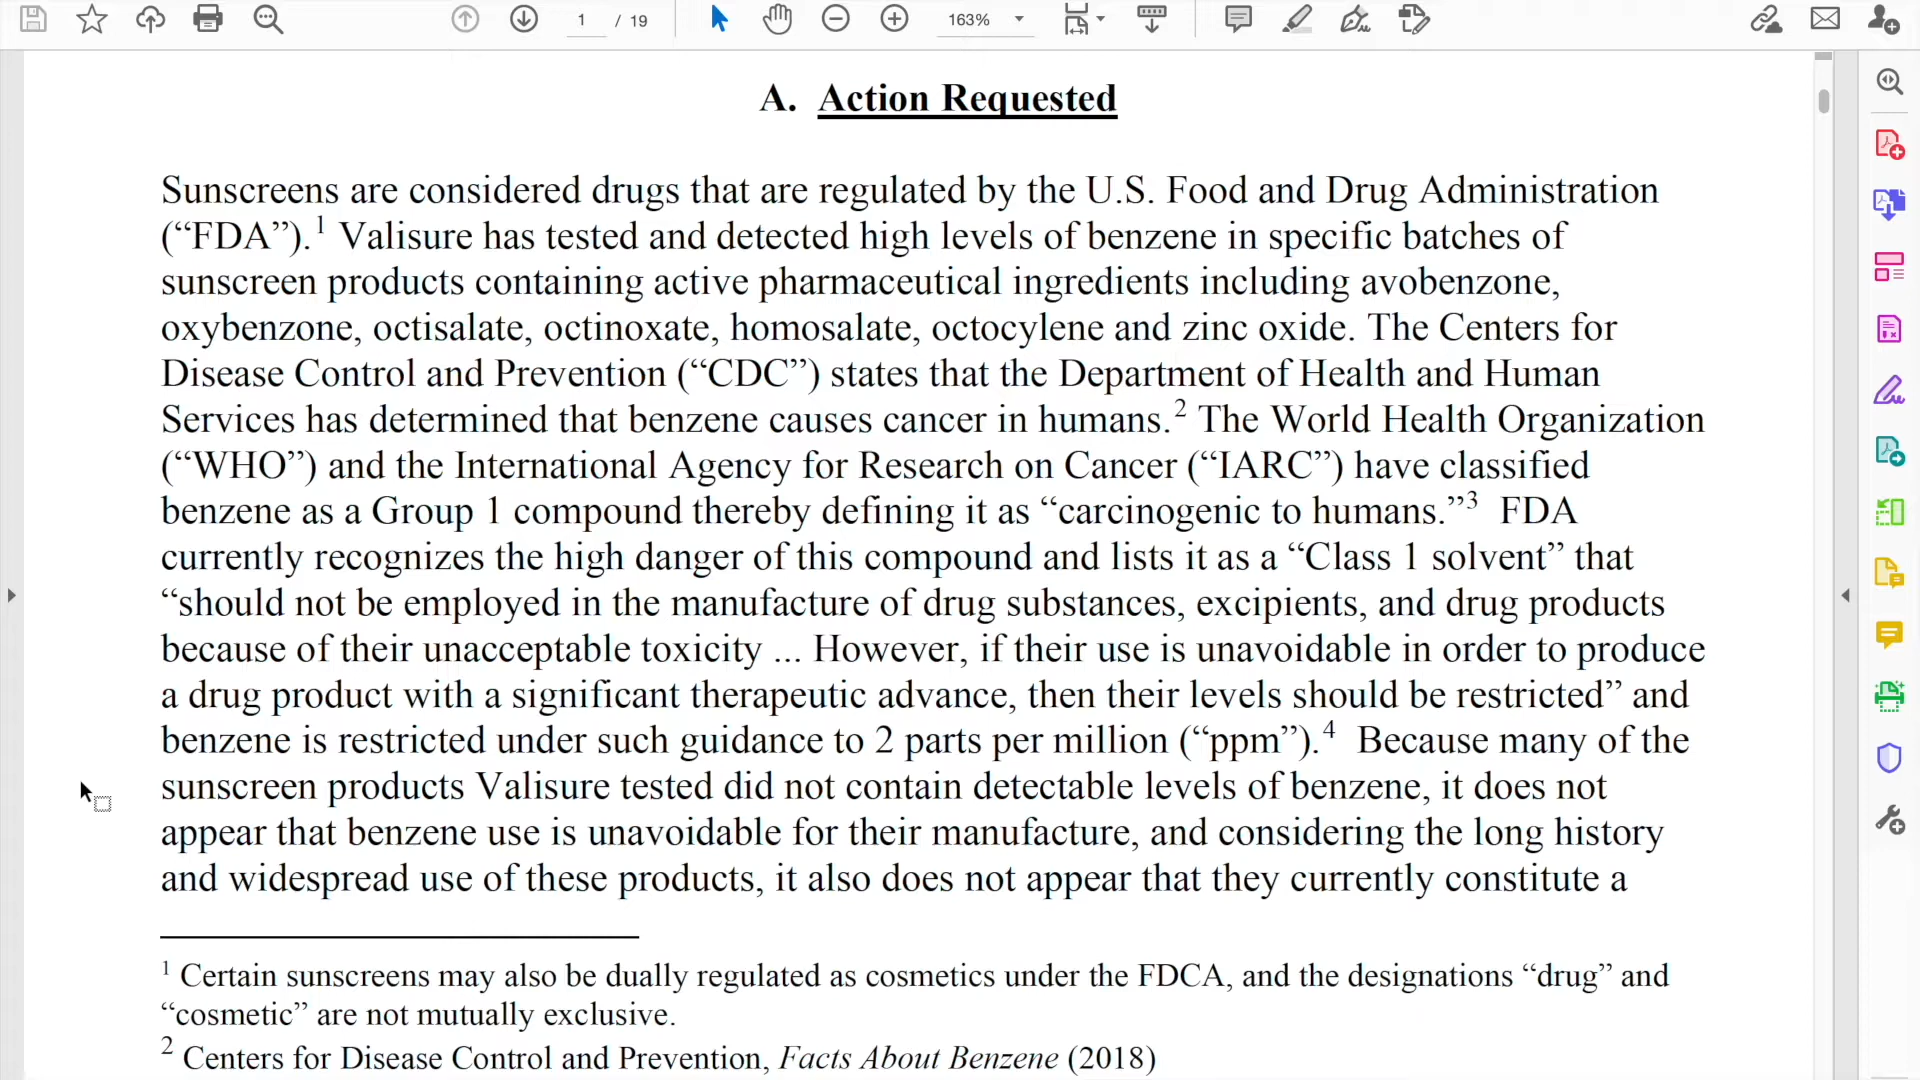 1 / 19
163%
A. Action Requested
Sunscreens are considered drugs that are regulated by the U.S. Food and Drug Administration
(“FDA”).1 Valisure has tested and detected high levels of benzene in specific batches of
sunscreen products containing active pharmaceutical ingredients including avobenzone,
oxybenzone, octisalate, octinoxate, homosalate, octocylene and zinc oxide. The Centers for
Disease Control and Prevention (“CDC”) states that the Department of Health and Human
Services has determined that benzene causes cancer in humans.2 The World Health Organization
(“WHO”) and the International Agency for Research on Cancer (“IARC”) have classified
benzene as a Group 1 compound thereby defining it as “carcinogenic to humans.”3 FDA
currently recognizes the high danger of this compound and lists it as a “Class 1 solvent” that
“should not be employed in the manufacture of drug substances, excipients, and drug products
because of their unacceptable toxicity ... However, if their use is unavoidable in order to produce
a drug product with a significant therapeutic advance, then their levels should be restricted” and
benzene is restricted under such guidance to 2 parts per million (“ppm”).4 Because many of the
sunscreen products Valisure tested did not contain detectable levels of benzene, it does not
appear that benzene use is unavoidable for their manufacture, and considering the long history
and widespread use of these products, it also does not appear that they currently constitute a
1 Certain sunscreens may also be dually regulated as cosmetics under the FDCA, and the designations “drug” and
“cosmetic” are not mutually exclusive.
2 Centers for Disease Control and Prevention, Facts About Benzene (2018)